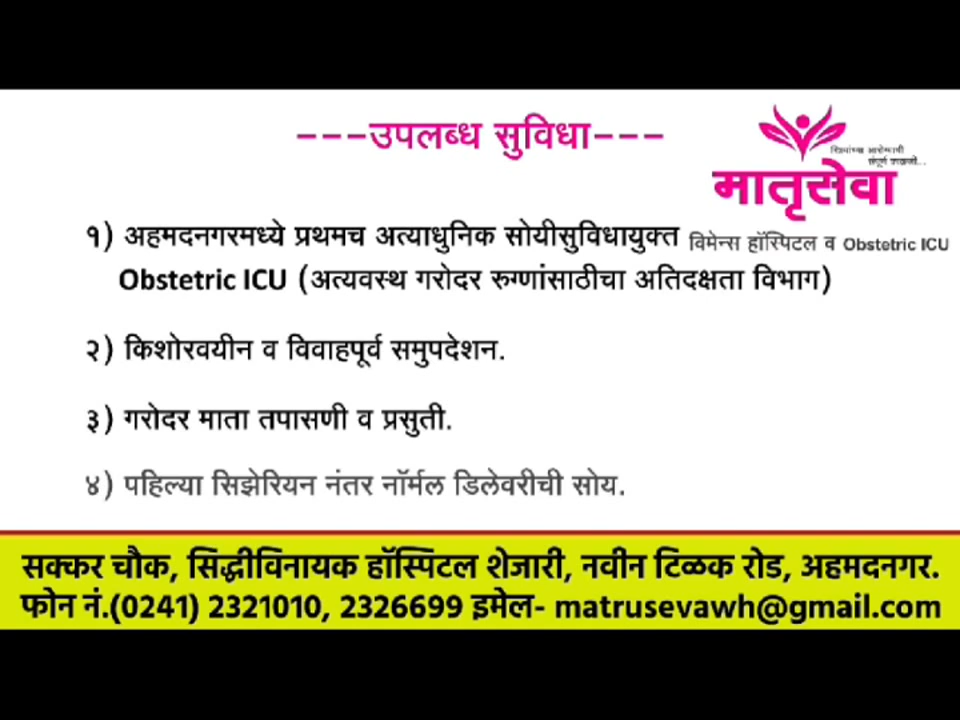 ---उपलब्ध सुविधा---
संपूर्ण
मातृसेवा
विमेन्स हॉस्पिटल व Obstetric ICU
१) अहमदनगरमध्ये प्रथमच अत्याधुनिक सोयीसुविधायुक्त
Obstetric ICU (अत्यवस्थ गरोदर रुग्णांसाठीचा अतिदक्षता विभाग)
२) किशोरवयीन व विवाहपूर्व समुपदेशन.
३) गरोदर माता तपासणी व प्रसुती.
४) पहिल्या सिझेरियन नंतर नॉर्मल डिलेवरीची सोय.
सक्कर चौक, सिद्धीविनायक हॉस्पिटल शेजारी, नवीन टिळक रोड, अहमदनगर.
फोन नं.(0241) 2321010, 2326699 इमेल- matrusevawh@gmail.com